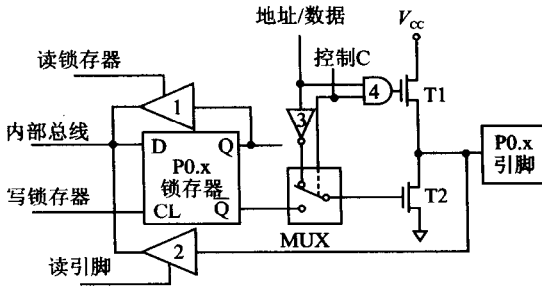 地址/数据
Vcc
读锁存器
控制C
4
T1
1
3
内部总线
D
P0.x
锁存器
Q
P0.x
引脚
写锁存器
CL
Q̅
T2
MUX
2
读引脚